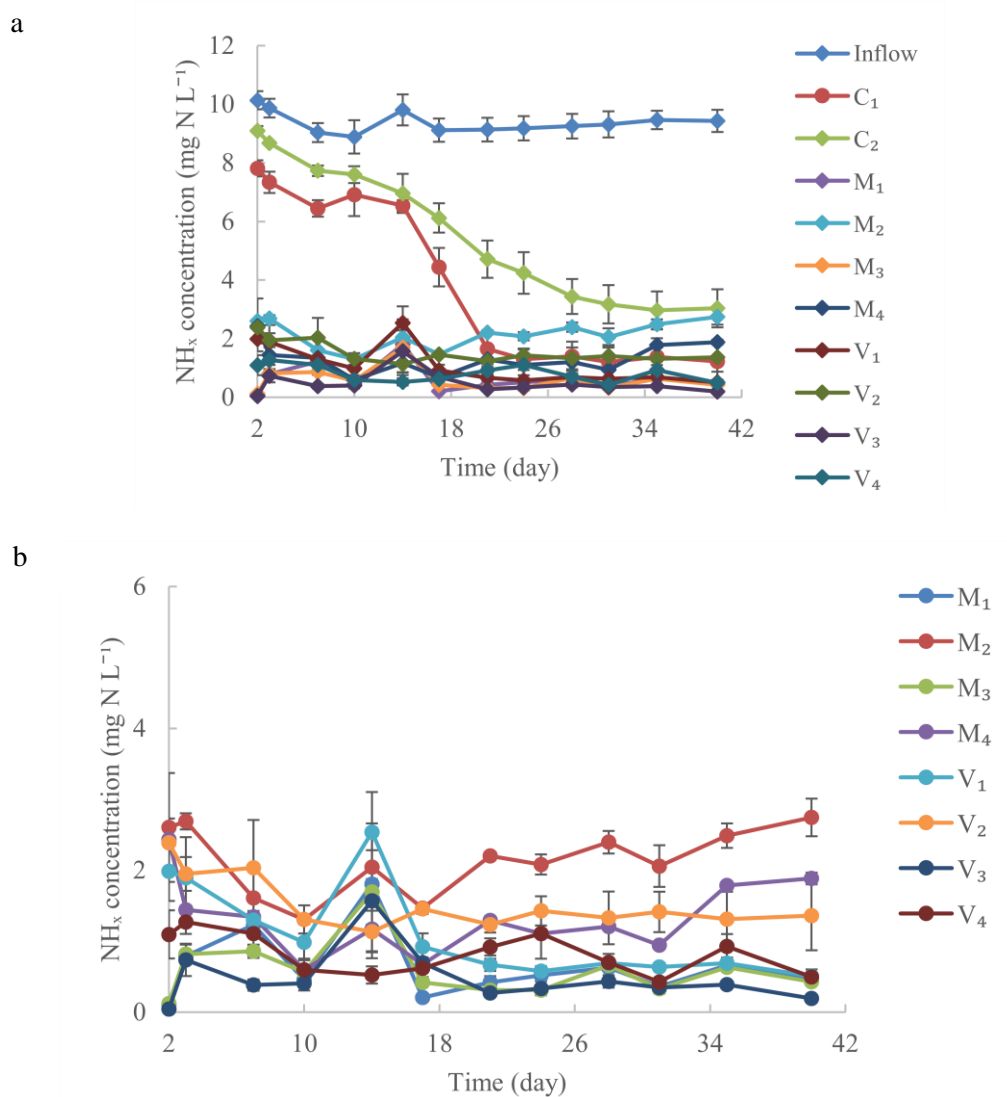 a
NHₓ concentration (mg N L⁻¹)
12
10
8
6
4
2
0
2 10 18 26 34 42
Time (day)
Inflow
C₁
C₂
M₁
M₂
M₃
M₄
V₁
V₂
V₃
V₄
b
NHₓ concentration (mg N L⁻¹)
6
4
2
0
2 10 18 26 34 42
Time (day)
M₁
M₂
M₃
M₄
V₁
V₂
V₃
V₄